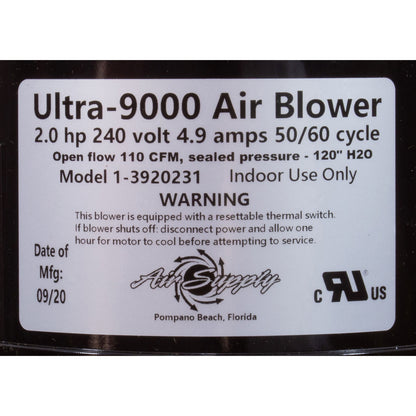 Ultra-9000 Air Blower
2.0 hp 240 volt 4.9 amps 50/60 cycle
Open flow 110 CFM, sealed pressure - 120" H2O
Model 1-3920231 Indoor Use Only
WARNING
This blower is equipped with a resettable thermal switch.
If blower shuts off: disconnect power and allow one
hour for motor to cool before attempting to service.
Date of
Mfg:
09/20
Air Supply
Pompano Beach, Florida
C RU US